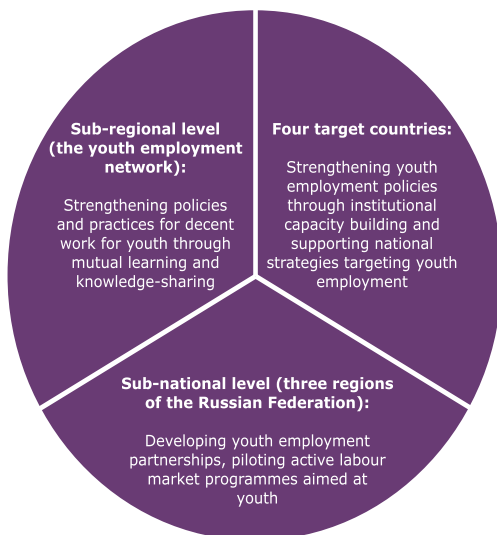 Sub-regional level
(the youth employment
network):
Strengthening policies
and practices for decent
work for youth through
mutual learning and
knowledge-sharing
Four target countries:
Strengthening youth
employment policies
through institutional
capacity building and
supporting national
strategies targeting youth
employment
Sub-national level (three regions
of the Russian Federation):
Developing youth employment
partnerships, piloting active labour
market programmes aimed at
youth